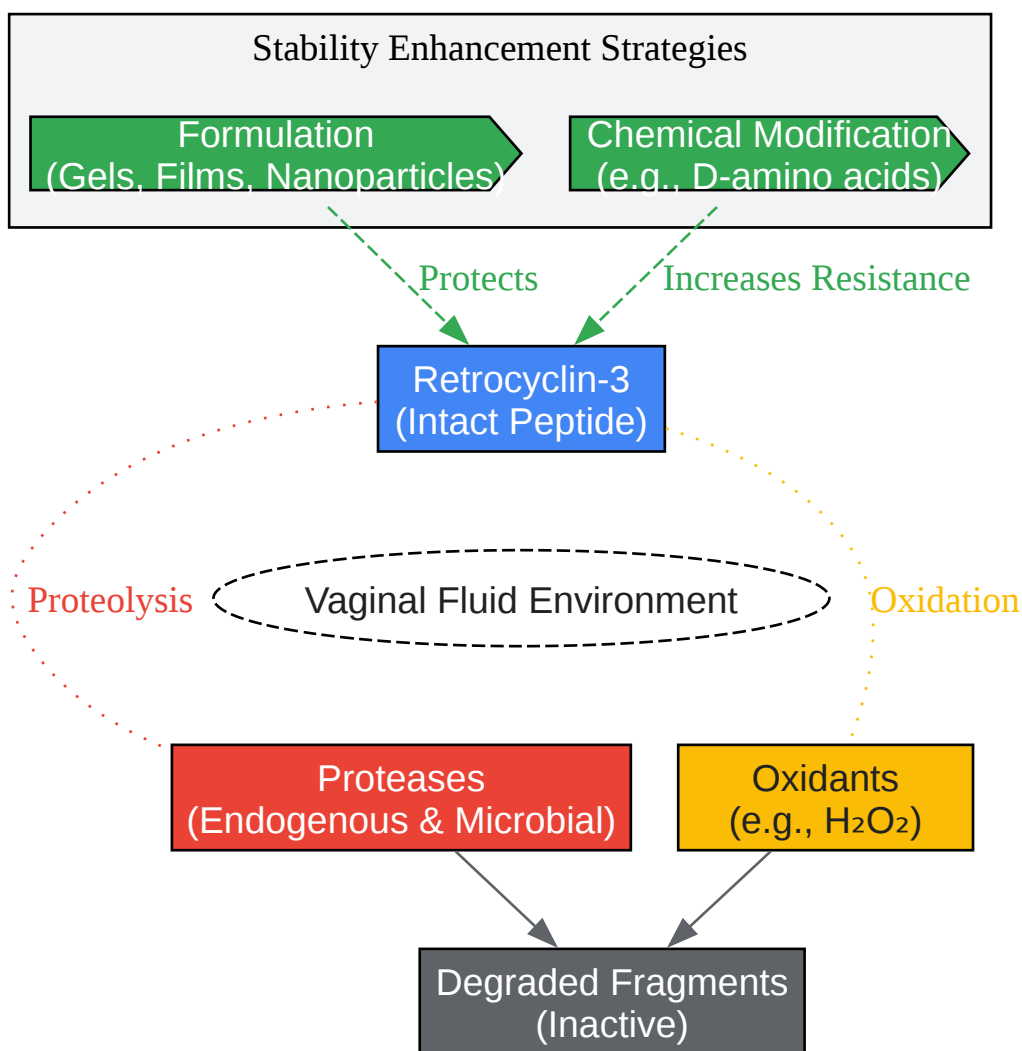 Stability Enhancement Strategies
Formulation
(Gels, Films, Nanoparticles)
Chemical Modification
(e.g., D-amino acids)
Protects
Increases Resistance
Retrocyclin-3
(Intact Peptide)
Proteolysis
Vaginal Fluid Environment
Oxidation
Proteases
(Endogenous & Microbial)
Oxidants
(e.g., H₂O₂)
Degraded Fragments
(Inactive)